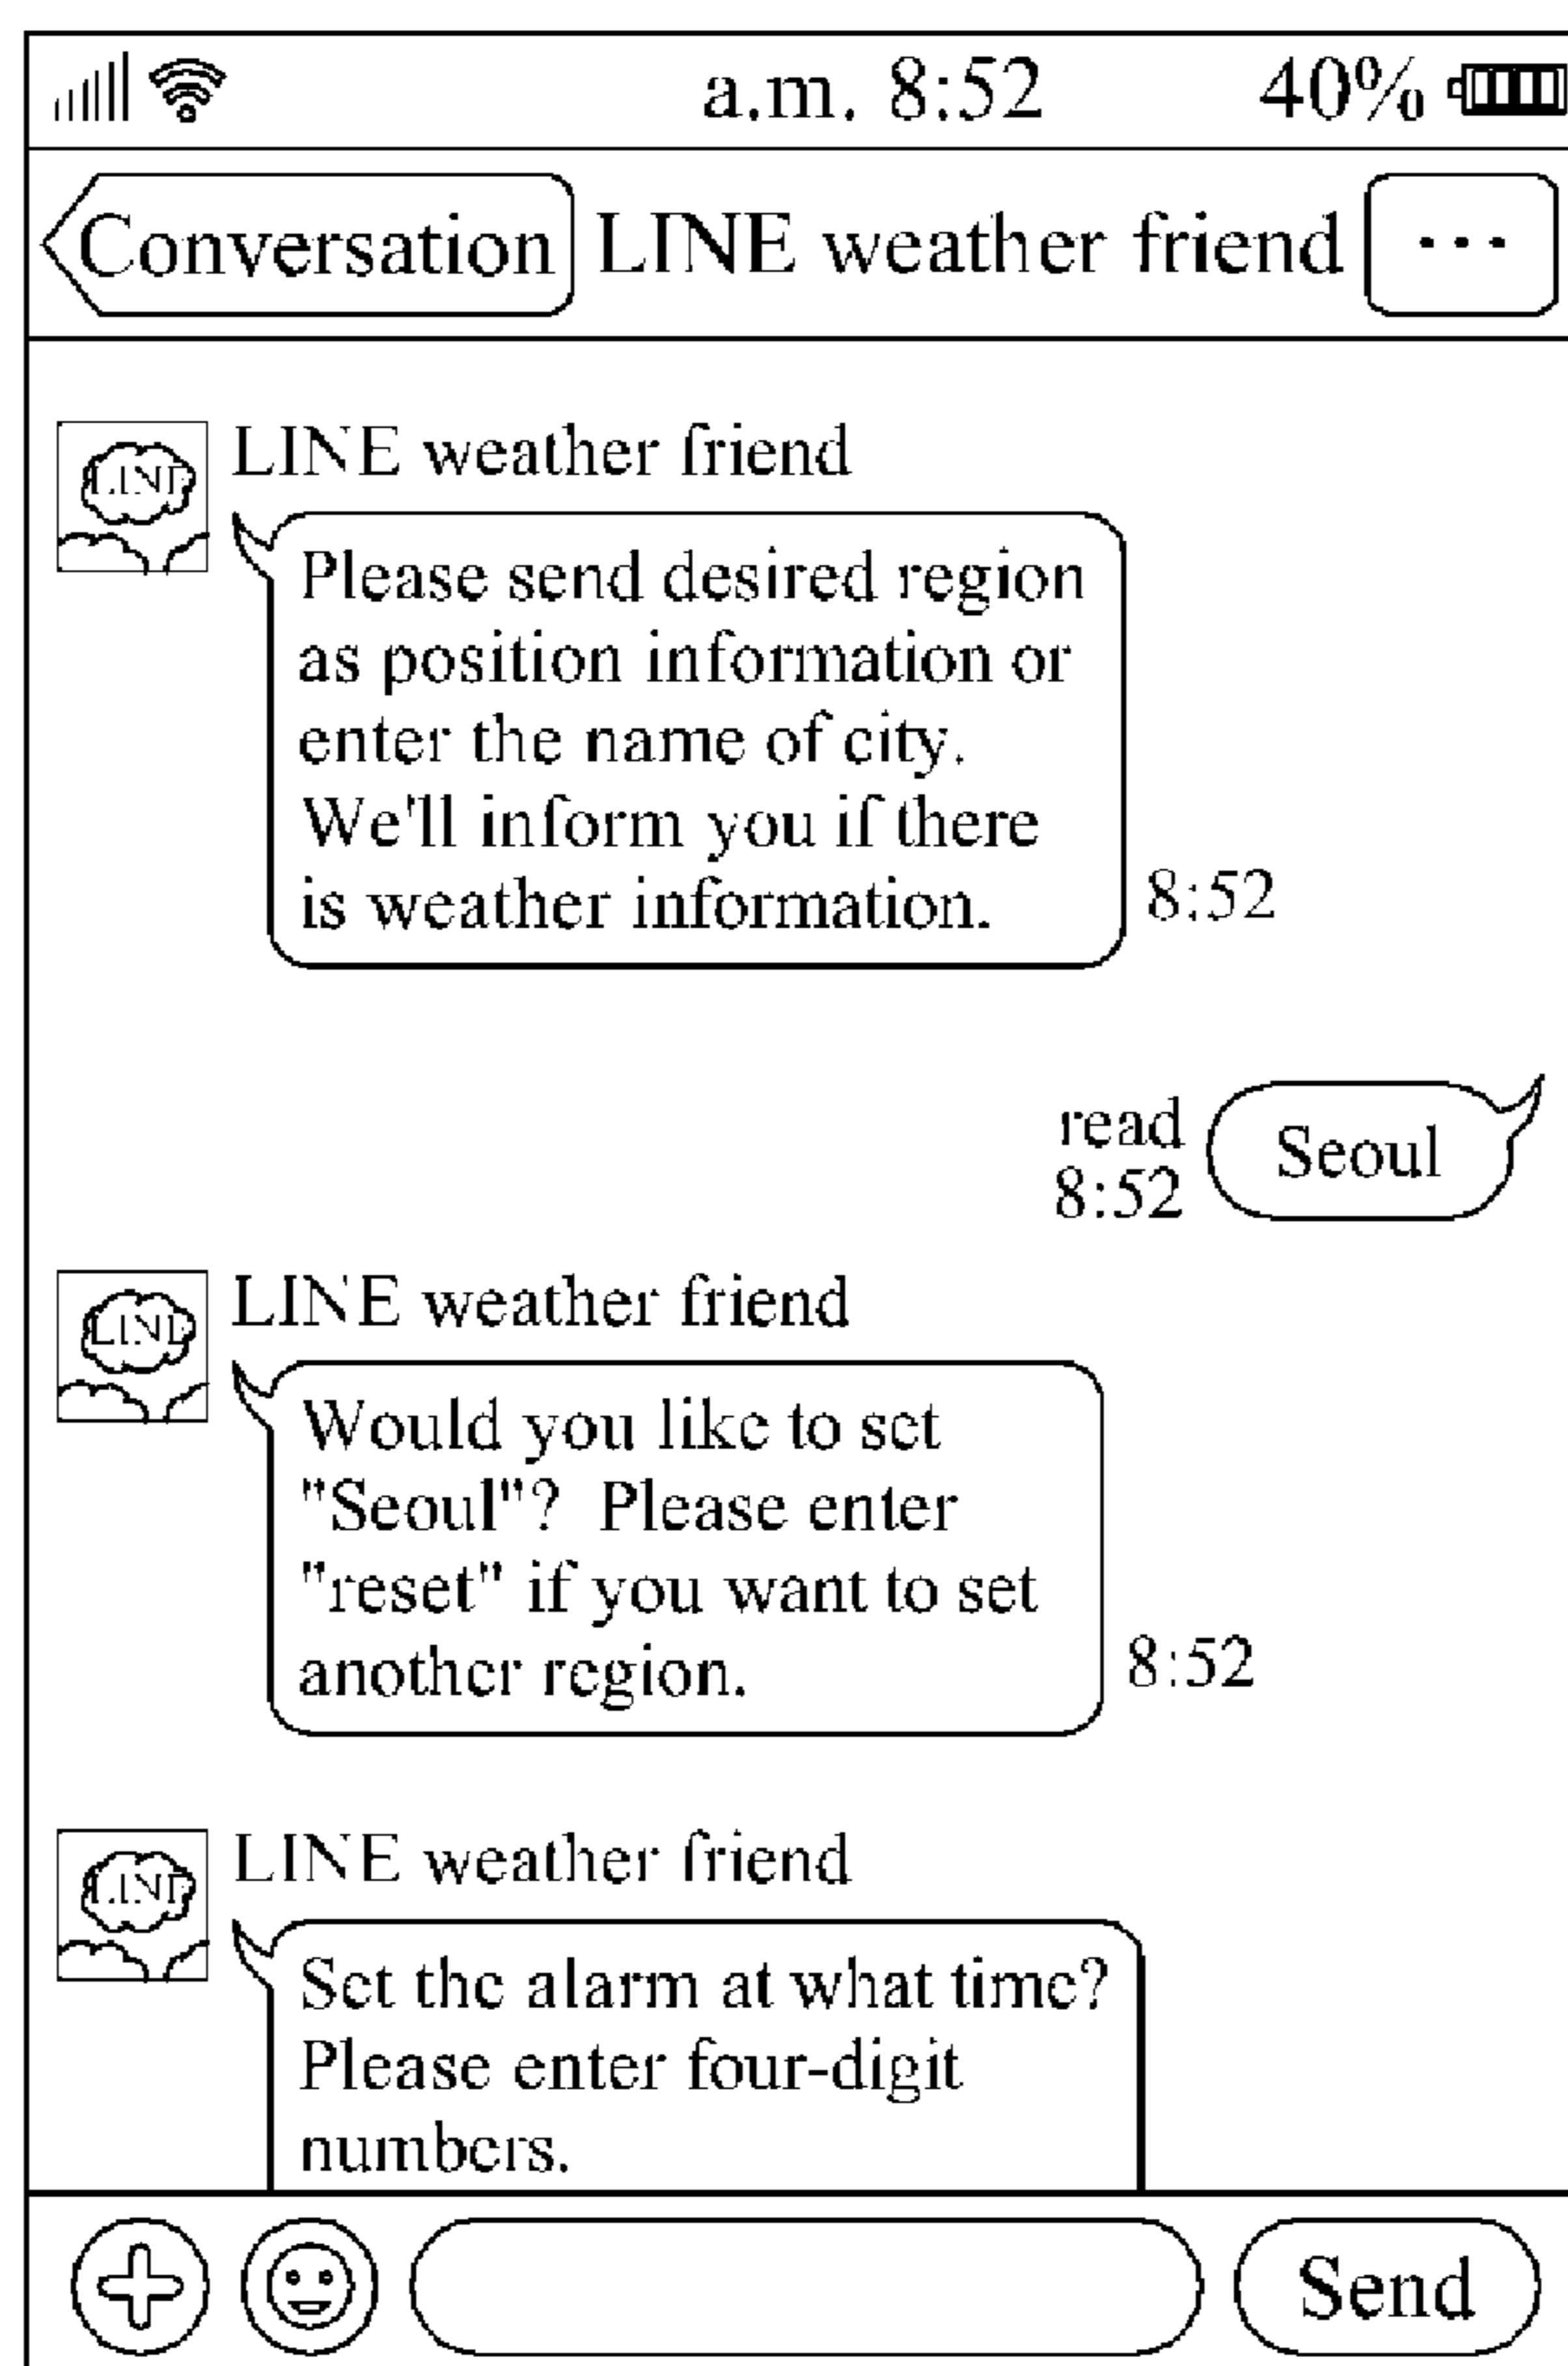 a.m. 8:52 40%
Conversation LINE weather friend ...
LINE
LINE weather friend
Please send desired region
as position information or
enter the name of city.
We'll inform you if there
is weather information.
8:52
read
8:52
Seoul
LINE
LINE weather friend
Would you like to set
"Seoul"? Please enter
"reset" if you want to set
another region.
8:52
LINE
LINE weather friend
Set the alarm at what time?
Please enter four-digit
numbers.
Send